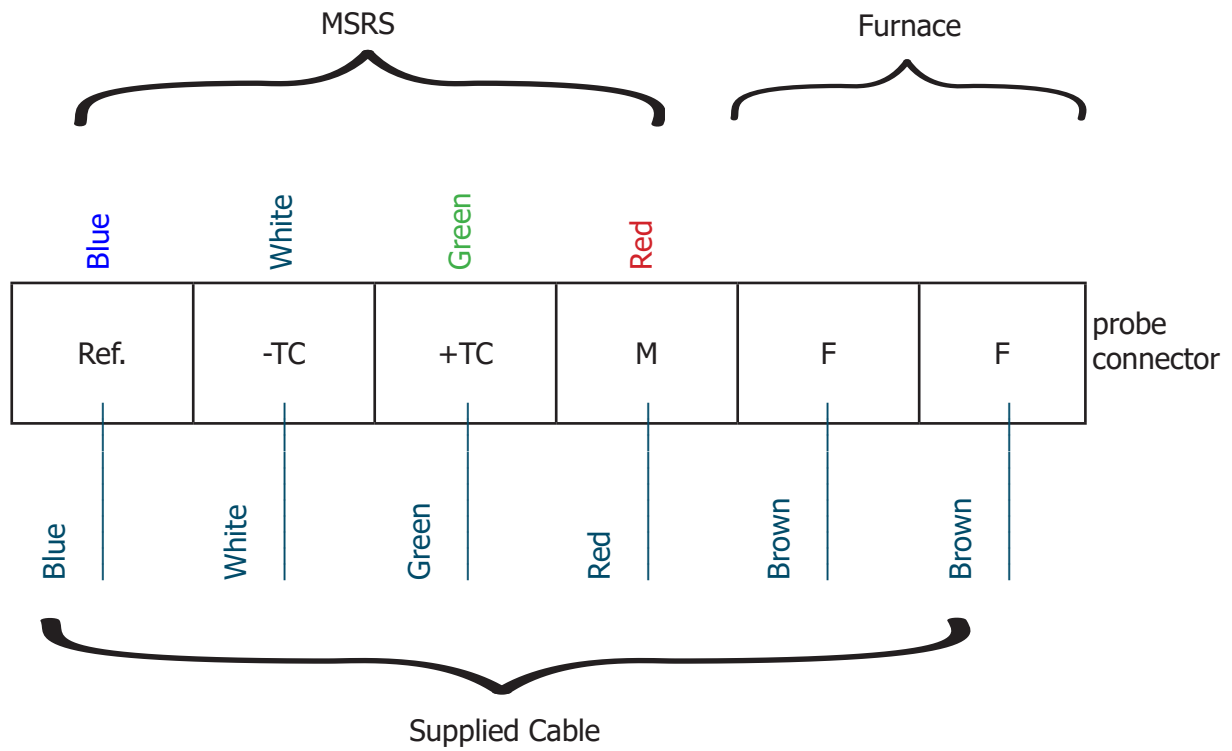 MSRS
Furnace
Blue
White
Green
Red
Ref.
-TC
+TC
M
F
F
probe
connector
Blue
White
Green
Red
Brown
Brown
Supplied Cable